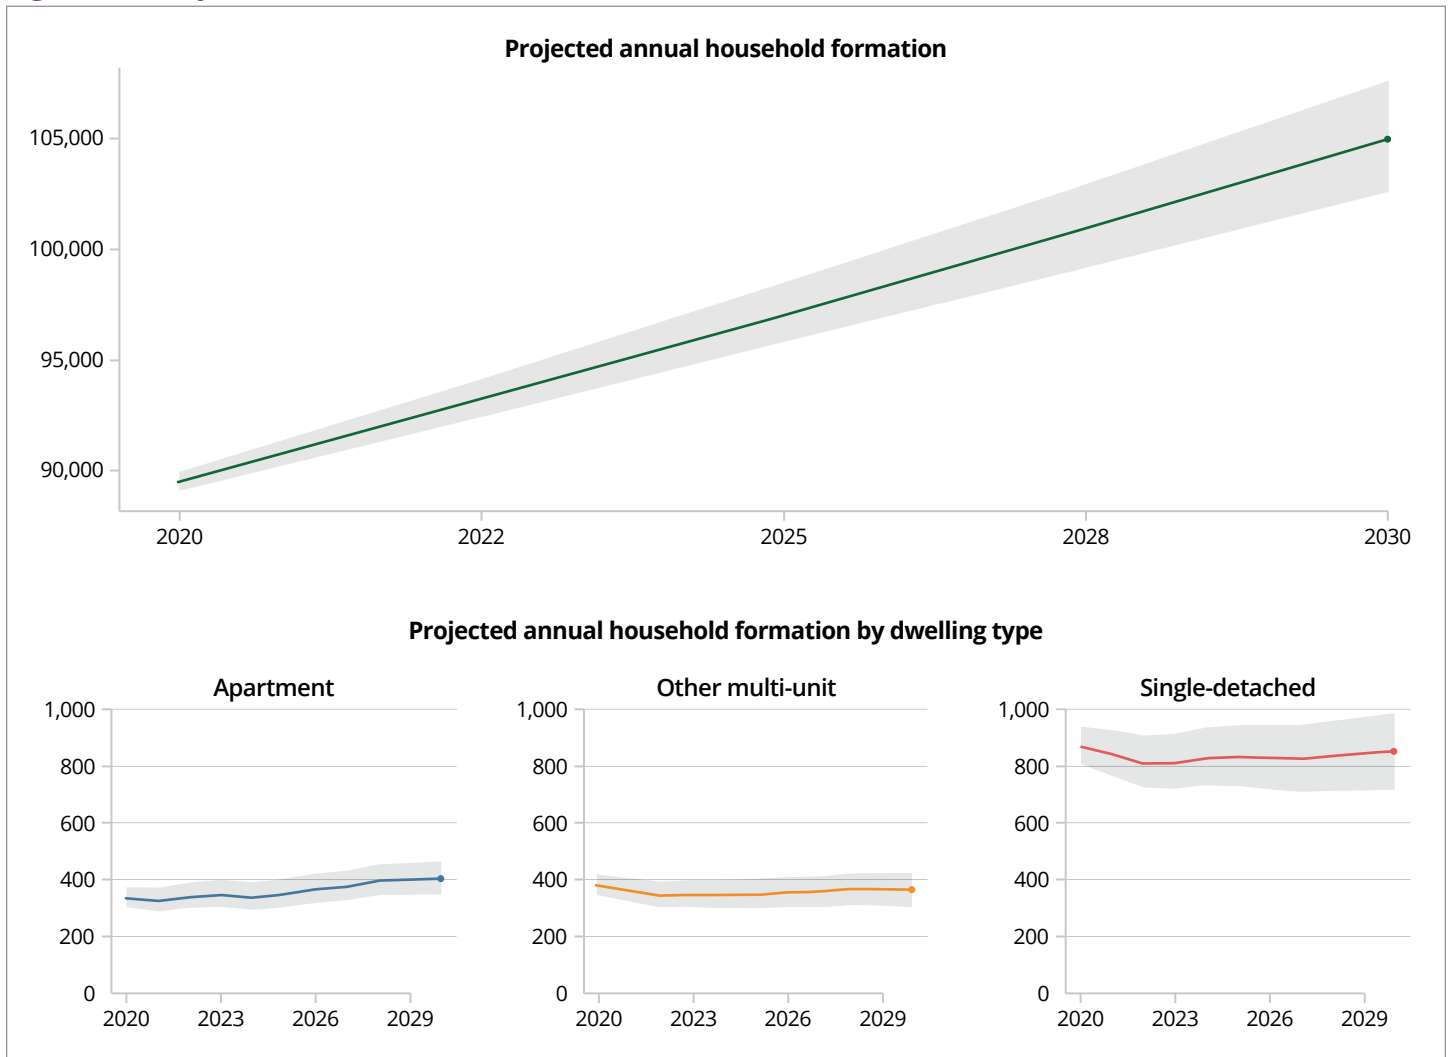 Projected annual household formation
105,000
100,000
95,000
90,000
2020 2022 2025 2028 2030
Projected annual household formation by dwelling type
Apartment
1,000
800
600
400
200
0
2020 2023 2026 2029
Other multi-unit
1,000
800
600
400
200
0
2020 2023 2026 2029
Single-detached
1,000
800
600
400
200
0
2020 2023 2026 2029